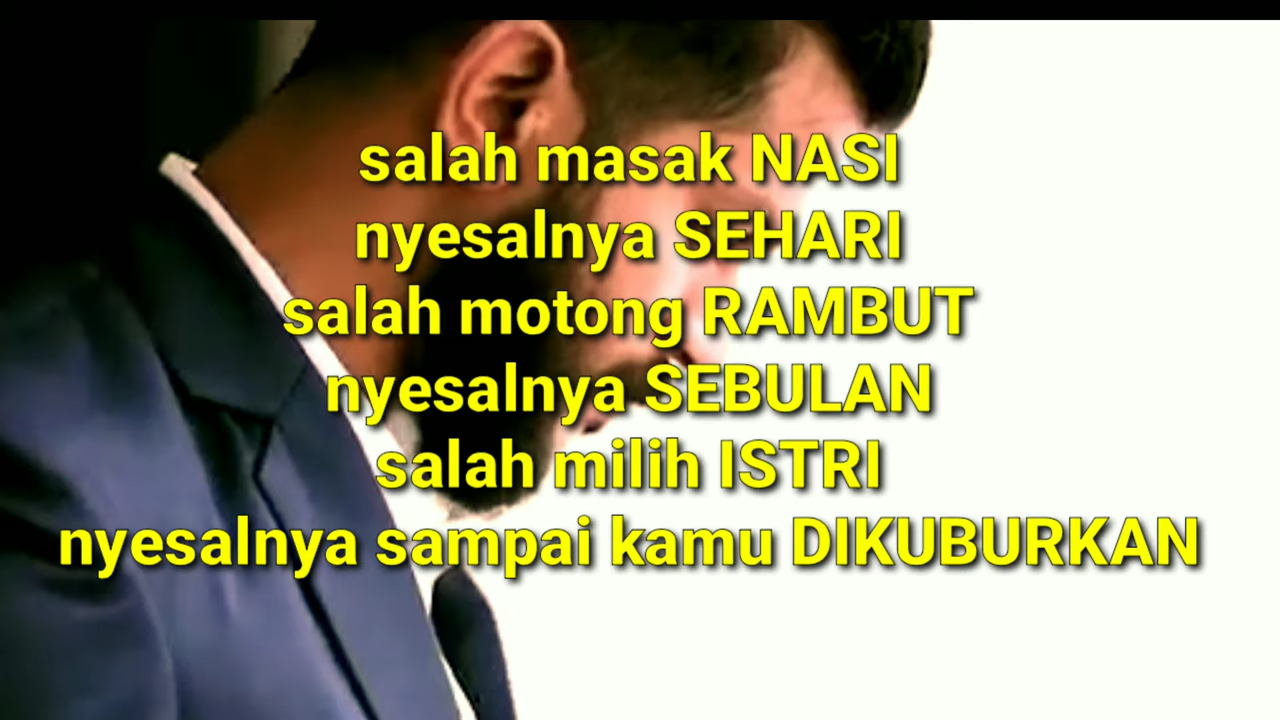 salah masak NASI
nyesalnya SEHARI
salah motong RAMBUT
nyesalnya SEBULAN
salah milih ISTRI
nyesalnya sampai kamu DIKUBURKAN